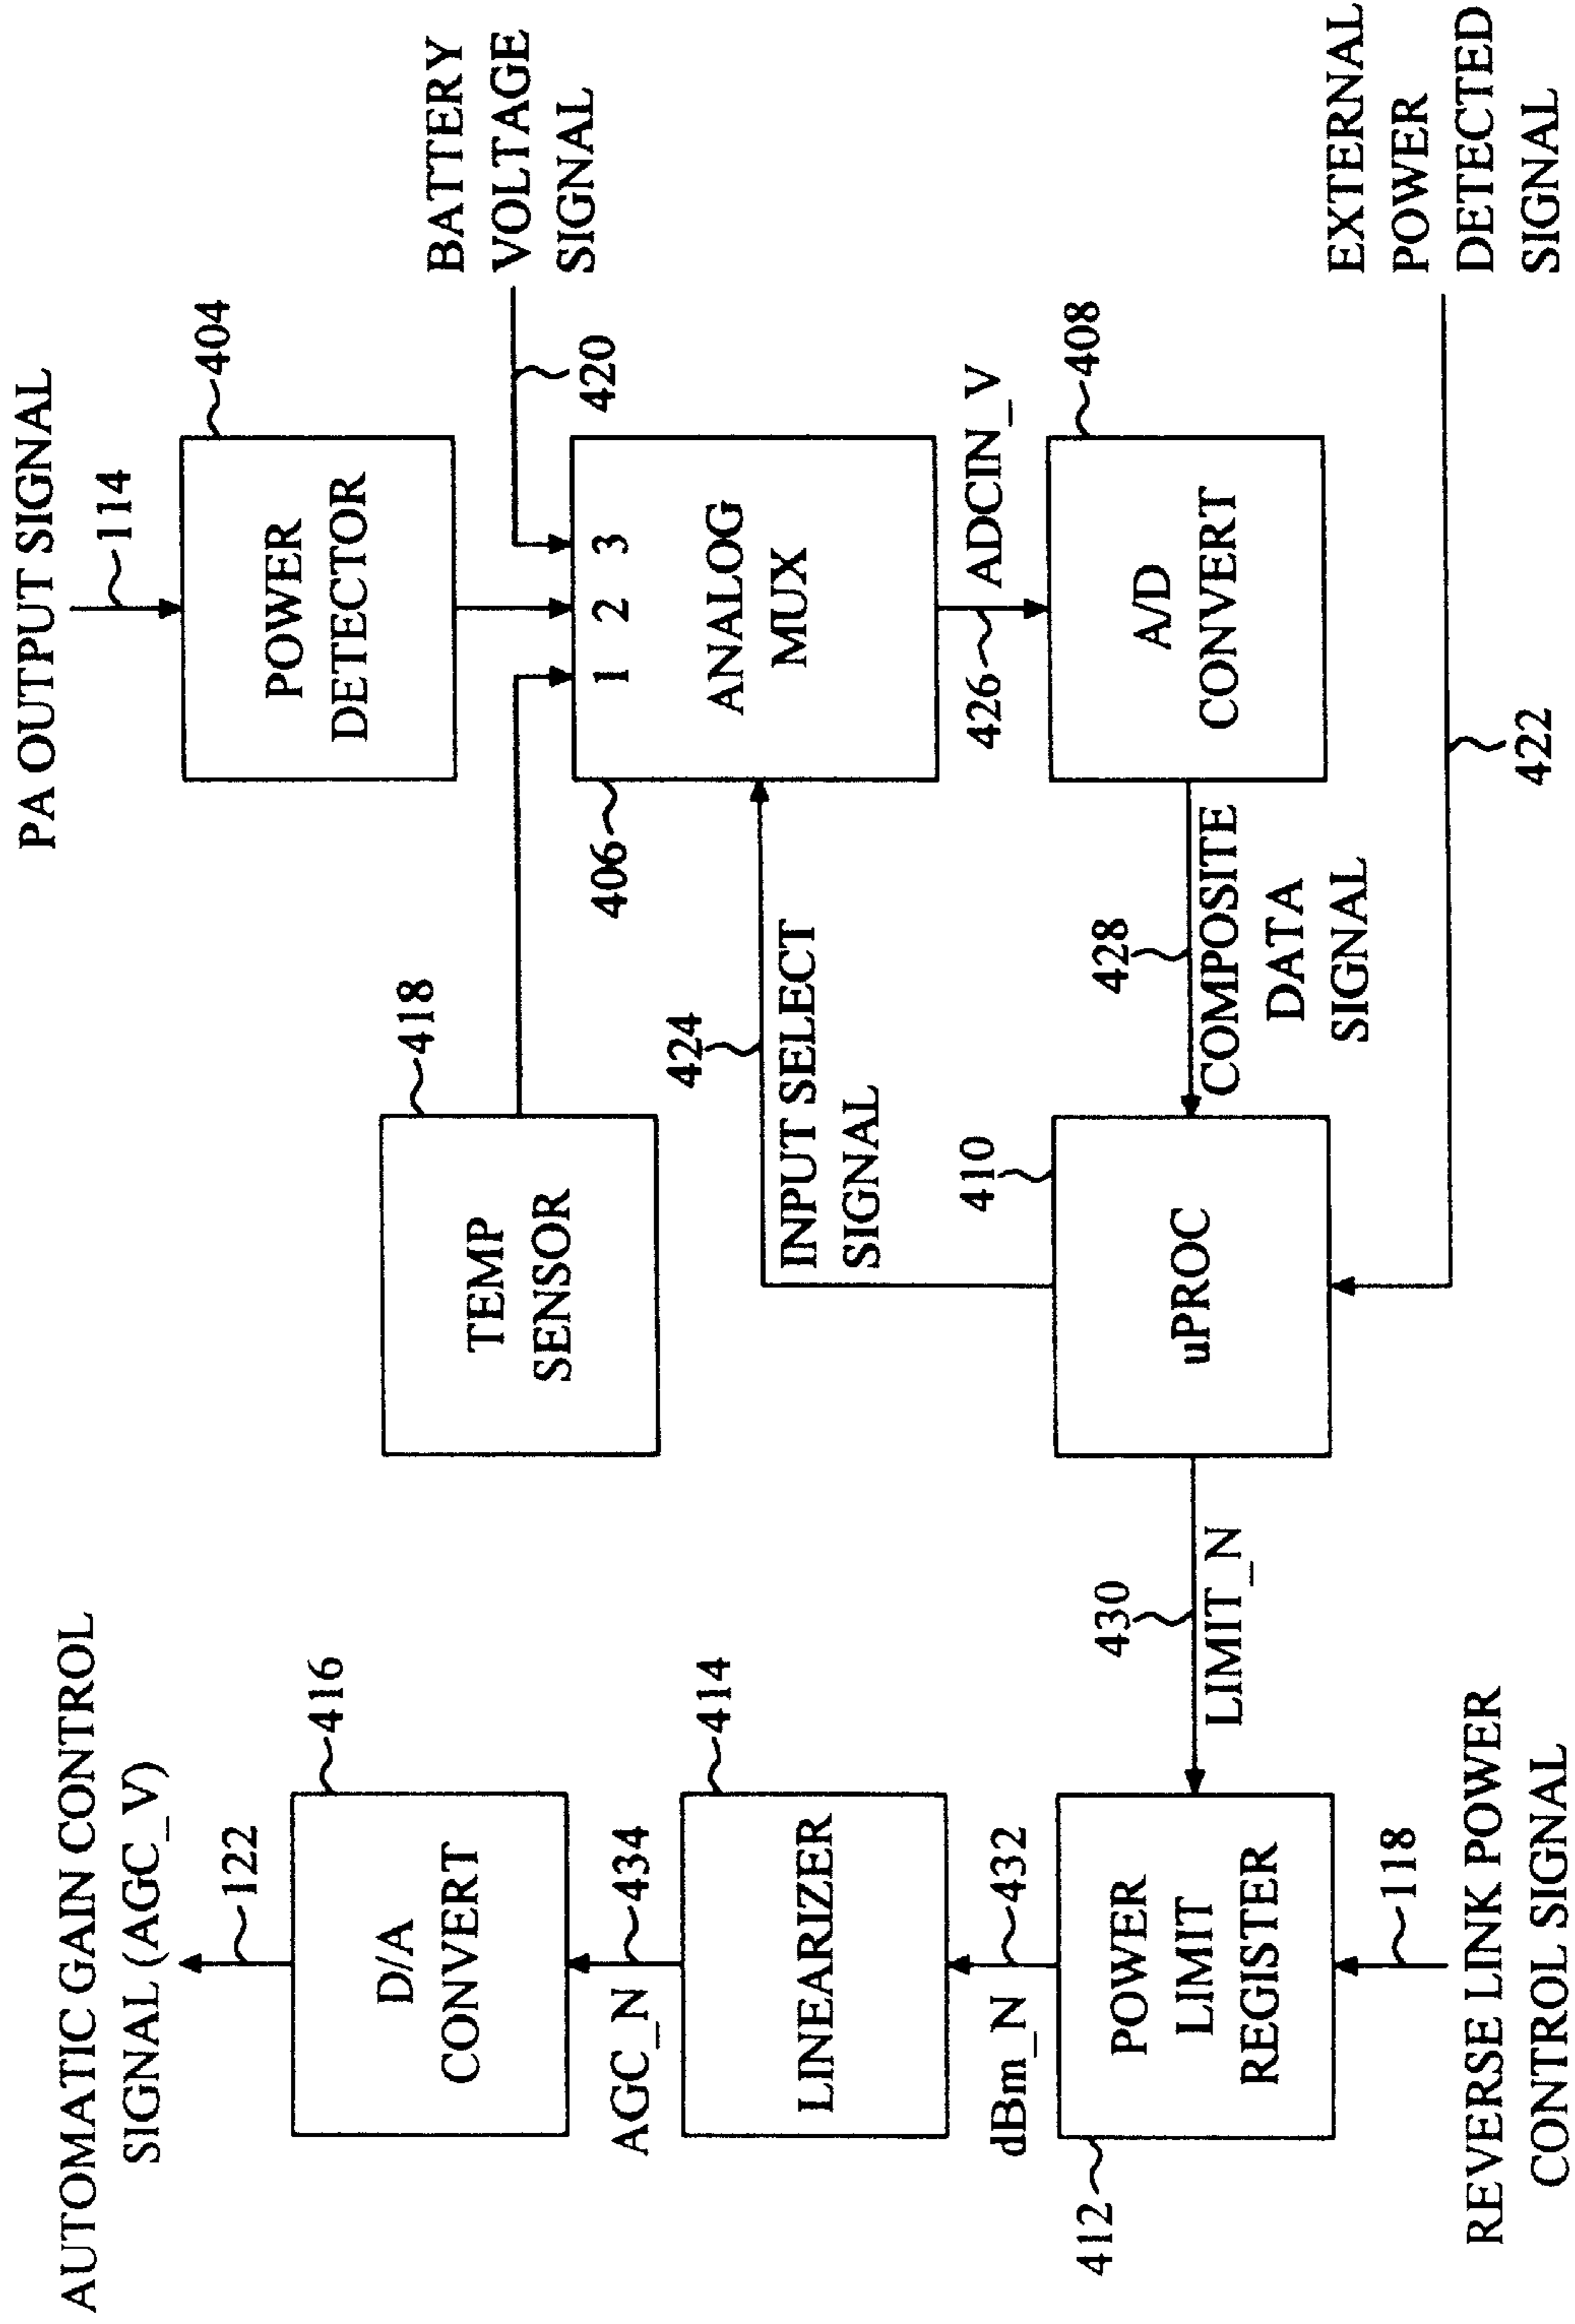 AUTOMATIC GAIN CONTROL
SIGNAL (AGC_V)
122
416
D/A
CONVERT
AGC_N
434
414
LINEARIZER
dBm_N
432
412
POWER
LIMIT
REGISTER
118
REVERSE LINK POWER
CONTROL SIGNAL
430
LIMIT_N
418
TEMP
SENSOR
424
INPUT SELECT
SIGNAL
410
uPROC
428
COMPOSITE
DATA
SIGNAL
PA OUTPUT SIGNAL
114
404
POWER
DETECTOR
BATTERY
VOLTAGE
SIGNAL
420
406
1 2 3
ANALOG
MUX
426
ADCIN_V
408
A/D
CONVERT
422
EXTERNAL
POWER
DETECTED
SIGNAL